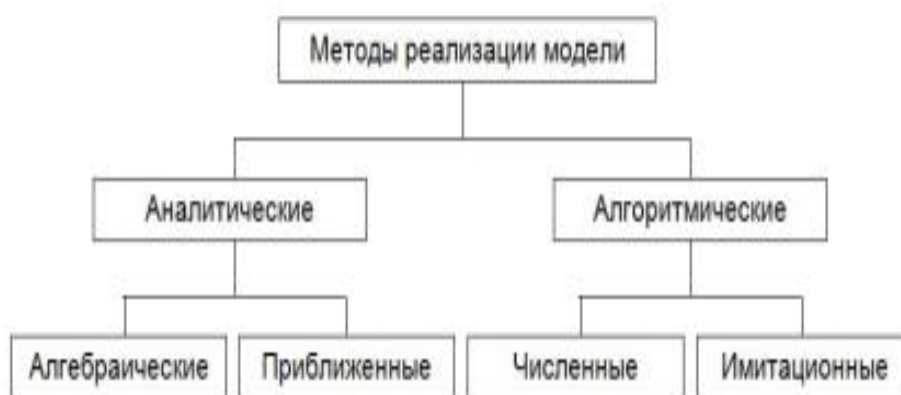 Методы реализации модели
Аналитические
Алгоритмические
Алгебраические
Приближенные
Численные
Имитационные